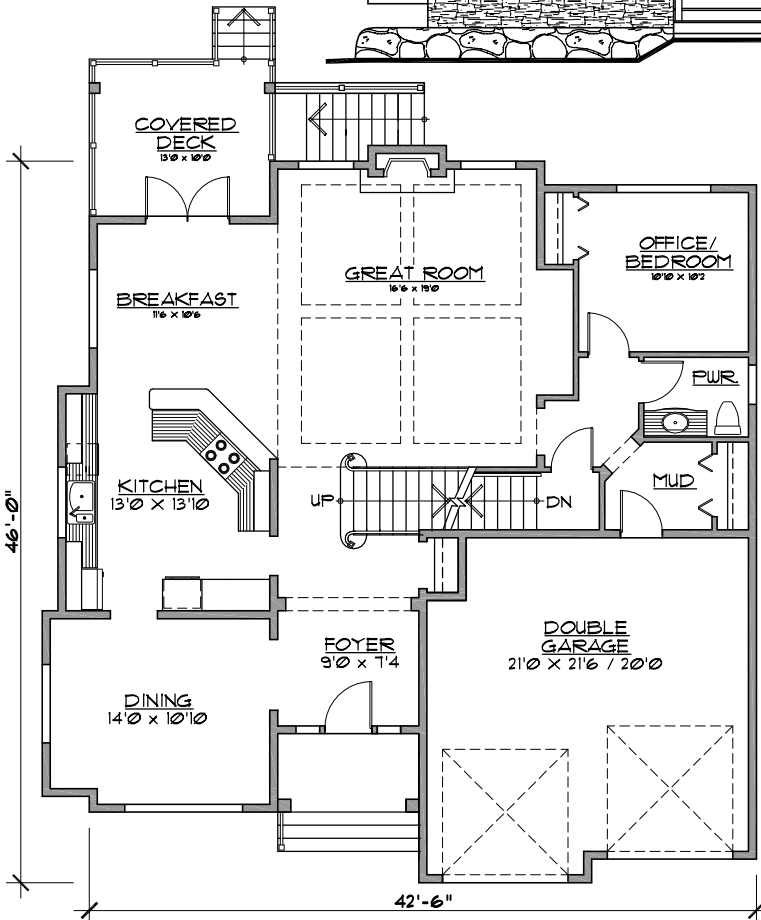 COVERED
DECK
13'0 x 10'0
GREAT ROOM
16'6 x 19'0
OFFICE/
BEDROOM
10'10 x 10'2
BREAKFAST
11'6 x 10'6
PWR.
KITCHEN
13'0 X 13'10
UP
DN
MUD
46'-0"
FOYER
9'0 x 7'4
DOUBLE
GARAGE
21'0 X 21'6 / 20'0
DINING
14'0 x 10'10
42'-6"